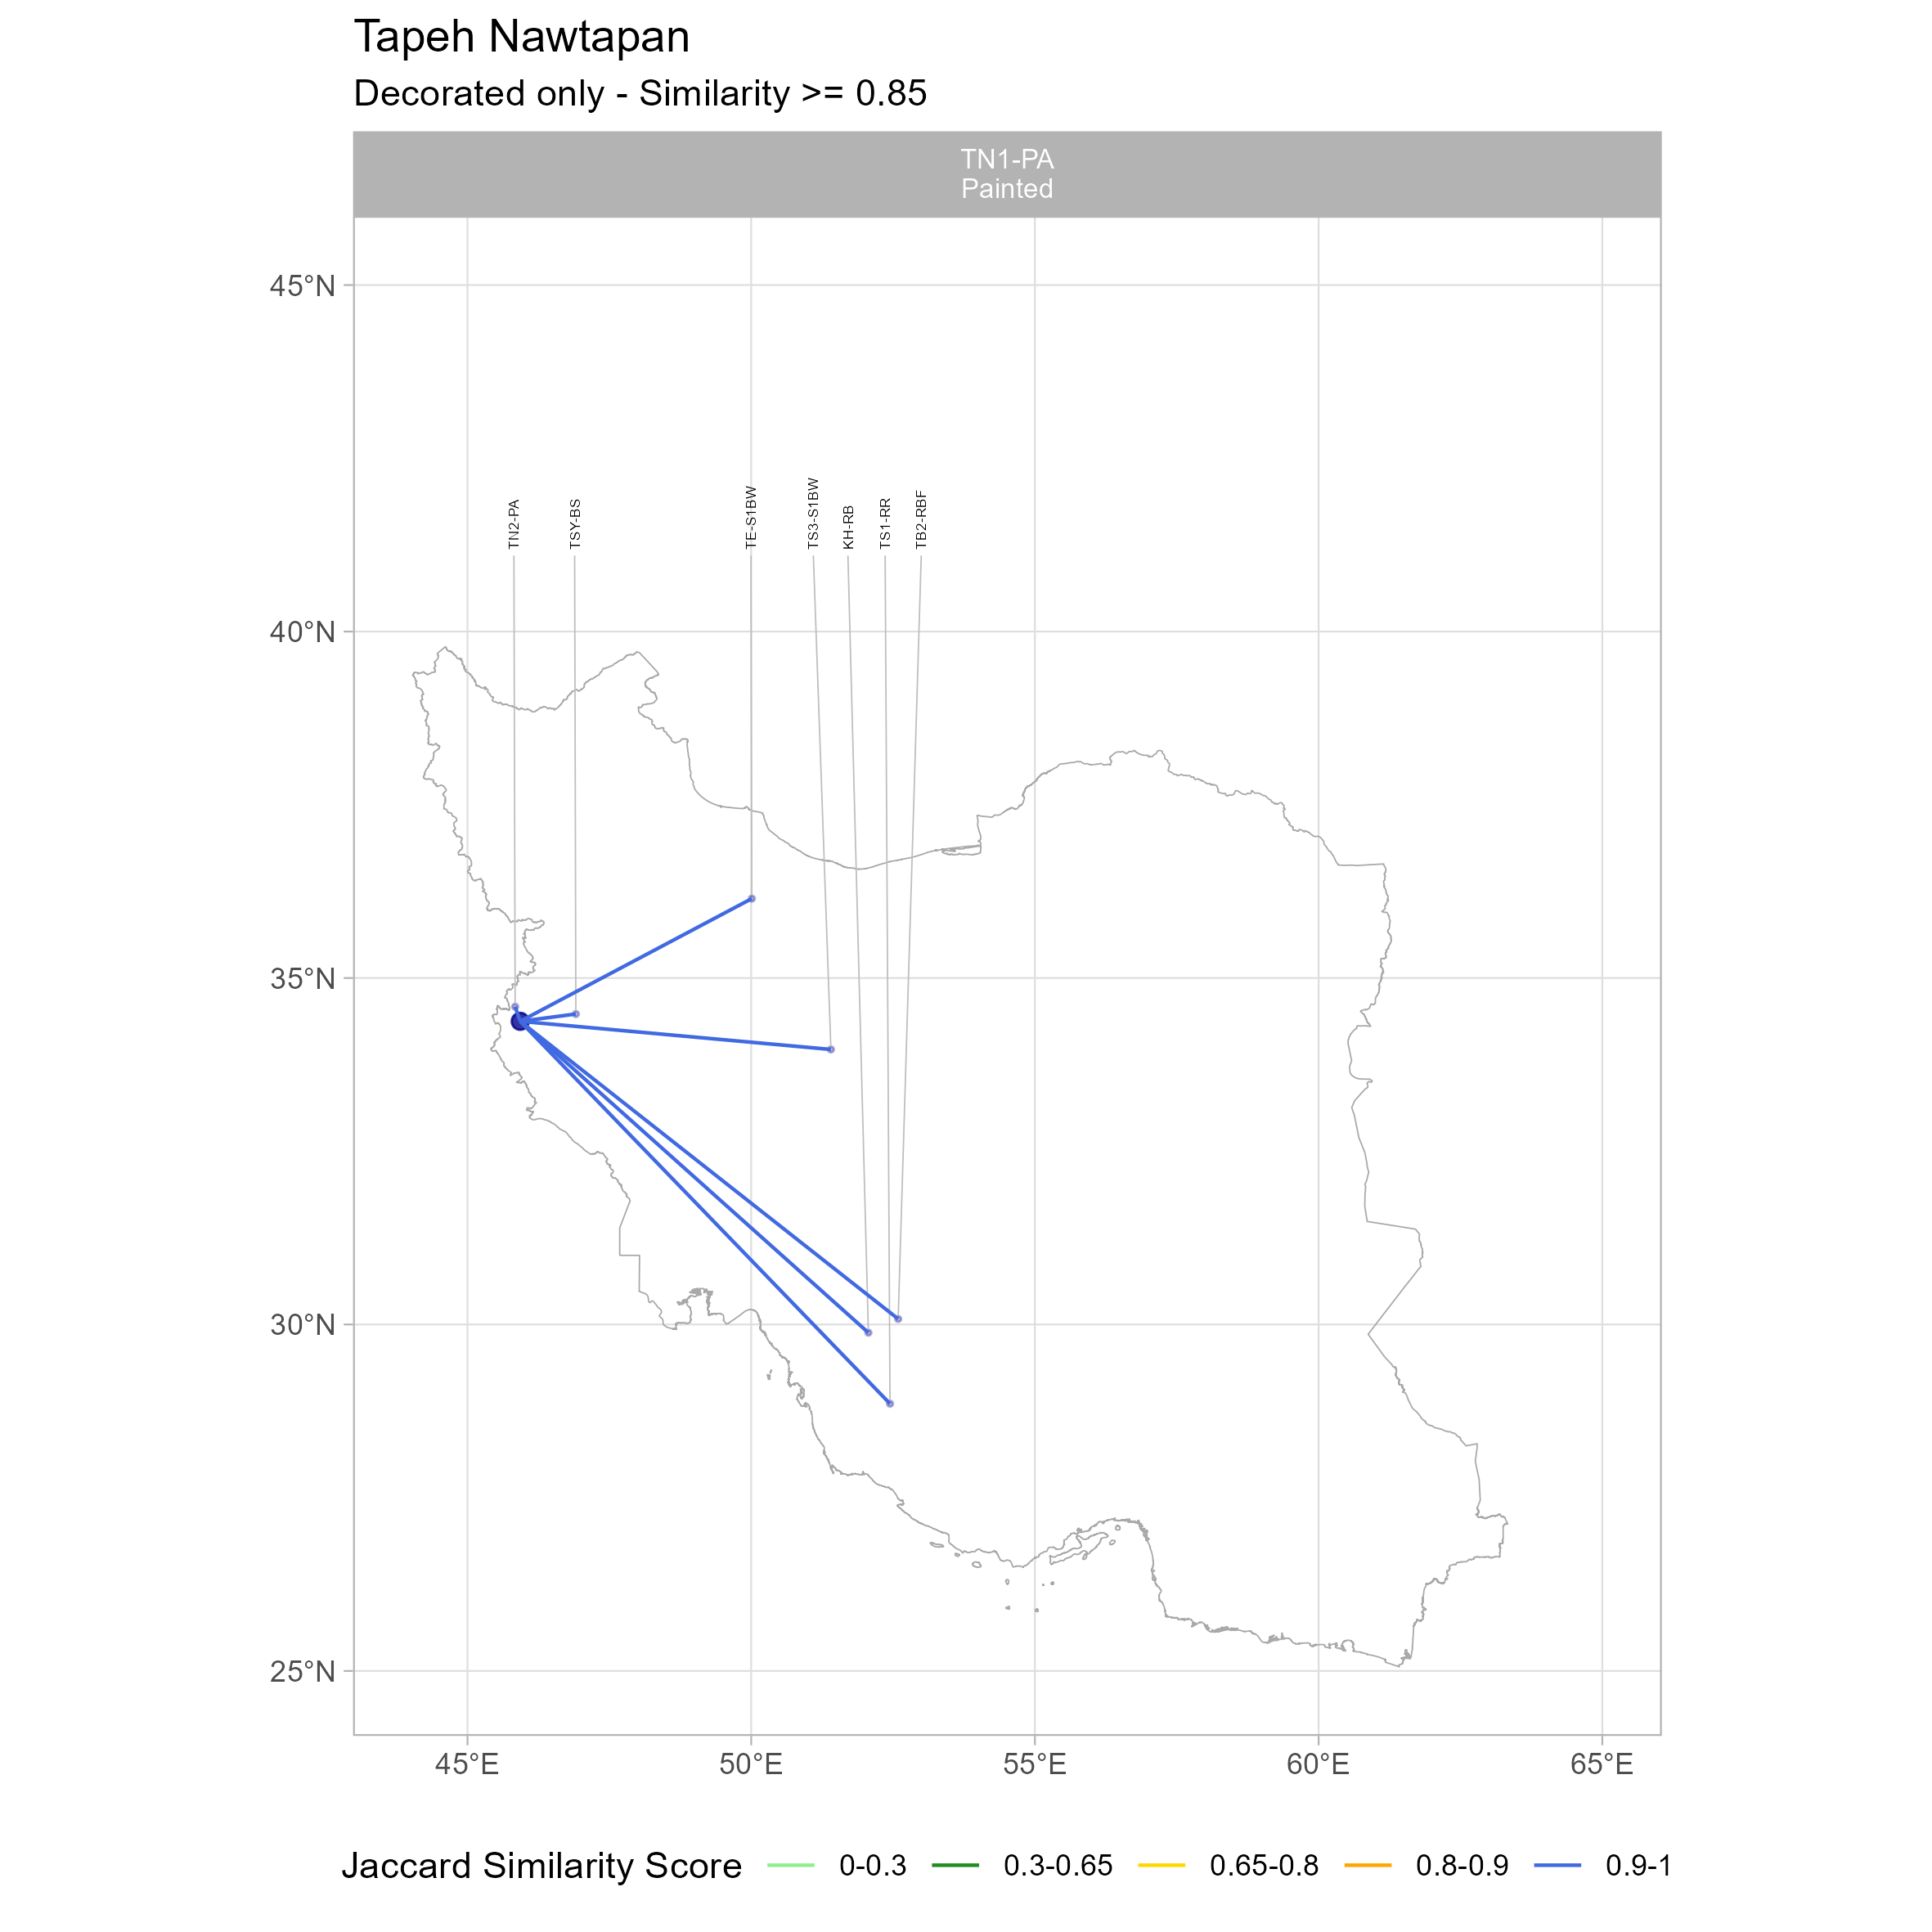 Tapeh Nawtapan
Decorated only - Similarity >= 0.85
TN1-PA
Painted
45°N
40°N
35°N
30°N
25°N
TN2-PA
TSY-BS
TE-S1BW
TS3-S1BW
KH-RB
TS1-RR
TB2-RBF
45°E 50°E 55°E 60°E 65°E
Jaccard Similarity Score 0-0.3 0.3-0.65 0.65-0.8 0.8-0.9 0.9-1